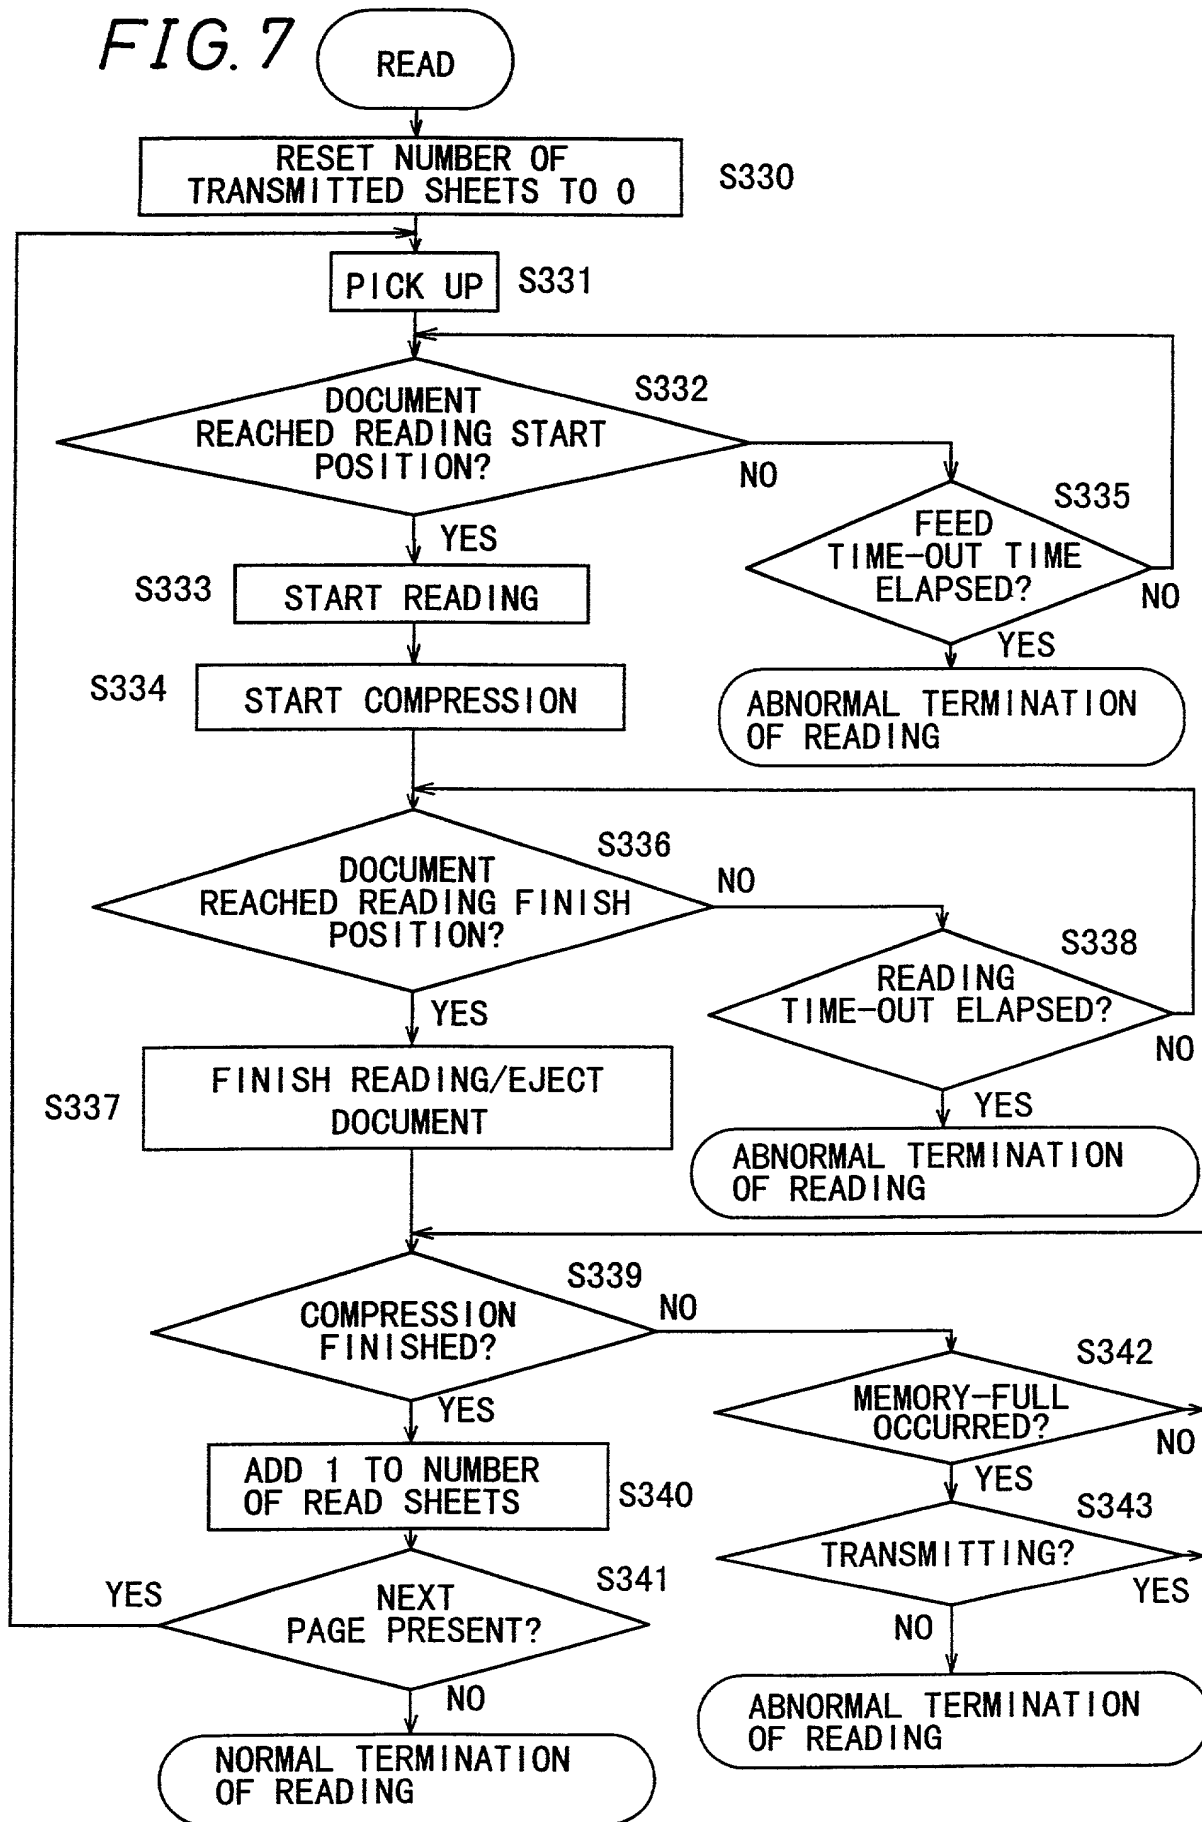 FIG. 7
READ
RESET NUMBER OF
TRANSMITTED SHEETS TO 0
S330
PICK UP
S331
DOCUMENT
REACHED READING START
POSITION?
S332
NO
YES
S335
FEED
TIME-OUT TIME
ELAPSED?
NO
YES
S333
START READING
S334
START COMPRESSION
ABNORMAL TERMINATION
OF READING
S336
DOCUMENT
REACHED READING FINISH
POSITION?
NO
YES
S338
READING
TIME-OUT ELAPSED?
NO
YES
S337
FINISH READING/EJECT
DOCUMENT
ABNORMAL TERMINATION
OF READING
S339
COMPRESSION
FINISHED?
NO
YES
S342
MEMORY-FULL
OCCURRED?
NO
YES
ADD 1 TO NUMBER
OF READ SHEETS
S340
S343
TRANSMITTING?
YES
NO
S341
NEXT
PAGE PRESENT?
YES
NO
ABNORMAL TERMINATION
OF READING
NORMAL TERMINATION
OF READING